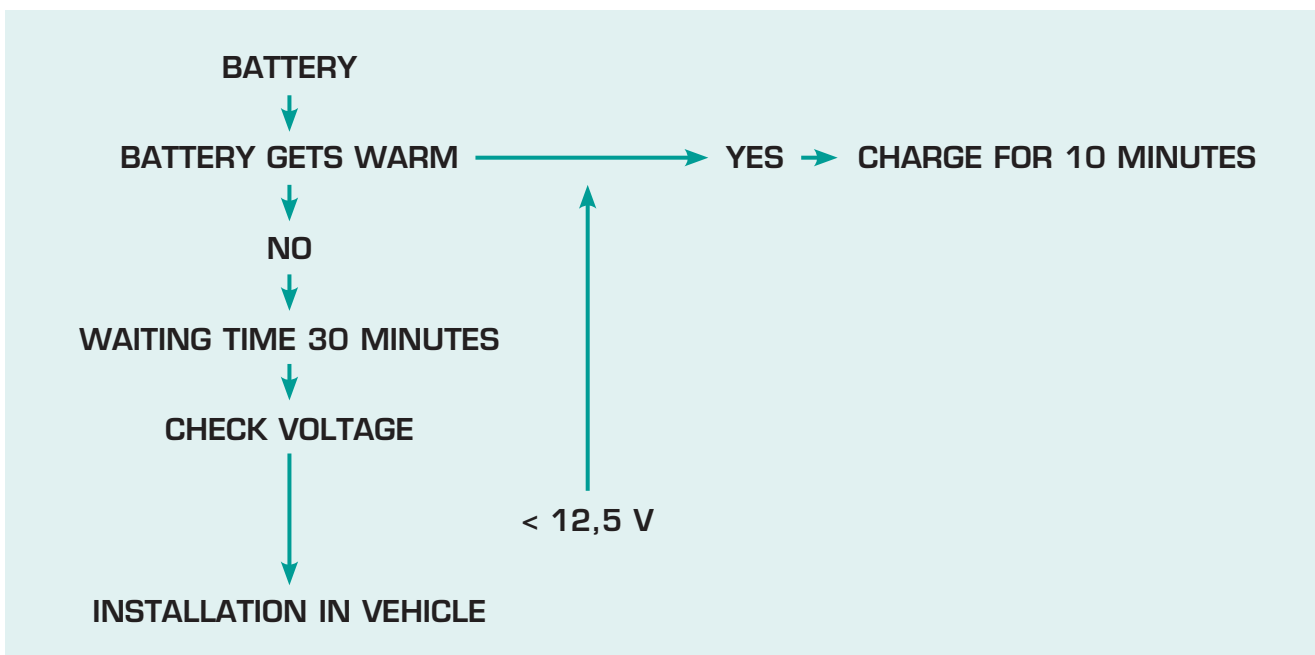 BATTERY
BATTERY GETS WARM
YES
CHARGE FOR 10 MINUTES
NO
WAITING TIME 30 MINUTES
CHECK VOLTAGE
< 12,5 V
INSTALLATION IN VEHICLE